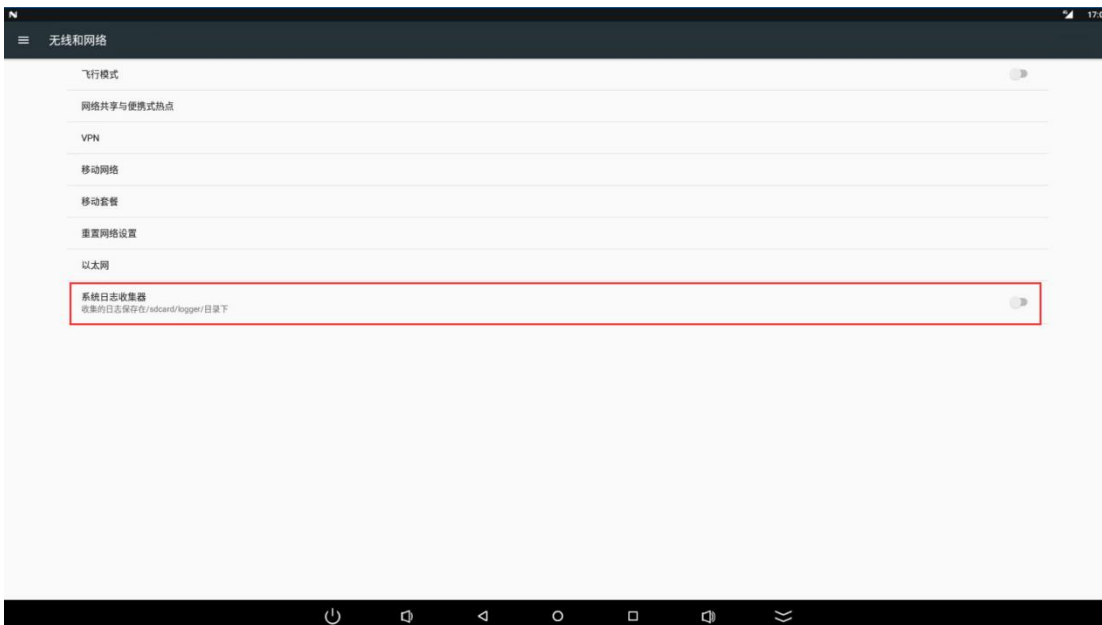 17:0
无线和网络
飞行模式
网络共享与便携式热点
VPN
移动网络
移动套餐
重置网络设置
以太网
系统日志收集器
收集的日志保存在/sdcard/logger/目录下